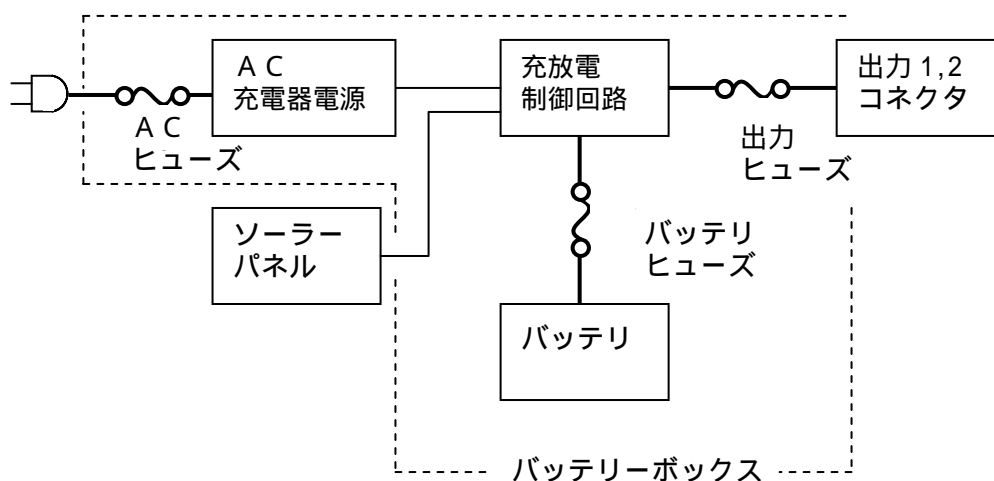 ＡＣ
充電器電源
充放電
制御回路
出力 1,2
コネクタ
ＡＣ
ヒューズ
出力
ヒューズ
ソーラー
パネル
バッテリ
ヒューズ
バッテリ
バッテリーボックス